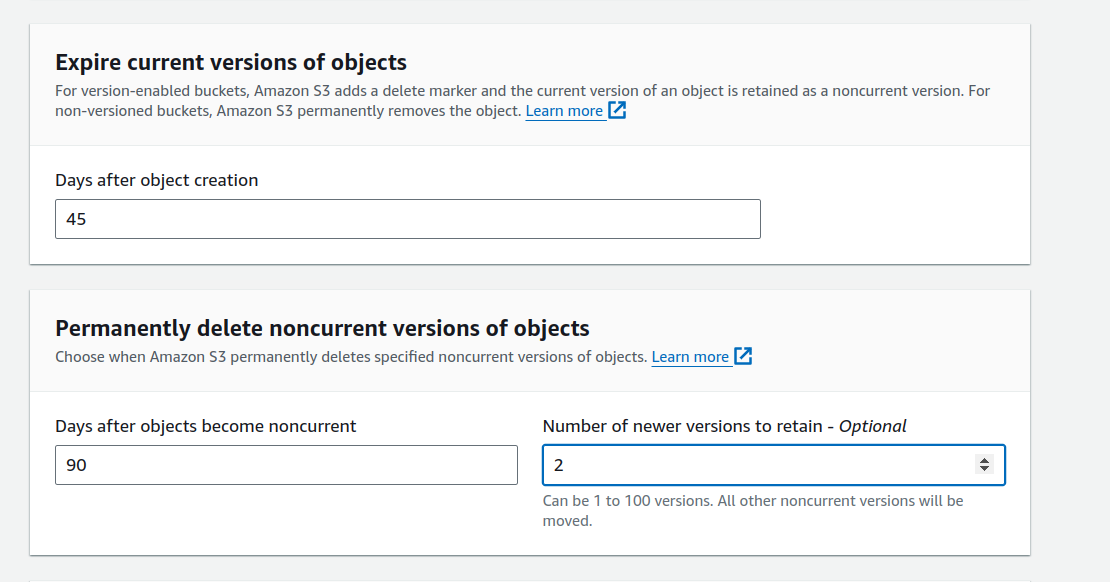 Expire current versions of objects
For version-enabled buckets, Amazon S3 adds a delete marker and the current version of an object is retained as a noncurrent version. For
non-versioned buckets, Amazon S3 permanently removes the object. Learn more
Days after object creation
45
Permanently delete noncurrent versions of objects
Choose when Amazon S3 permanently deletes specified noncurrent versions of objects. Learn more
Days after objects become noncurrent
90
Number of newer versions to retain - Optional
2
Can be 1 to 100 versions. All other noncurrent versions will be
moved.